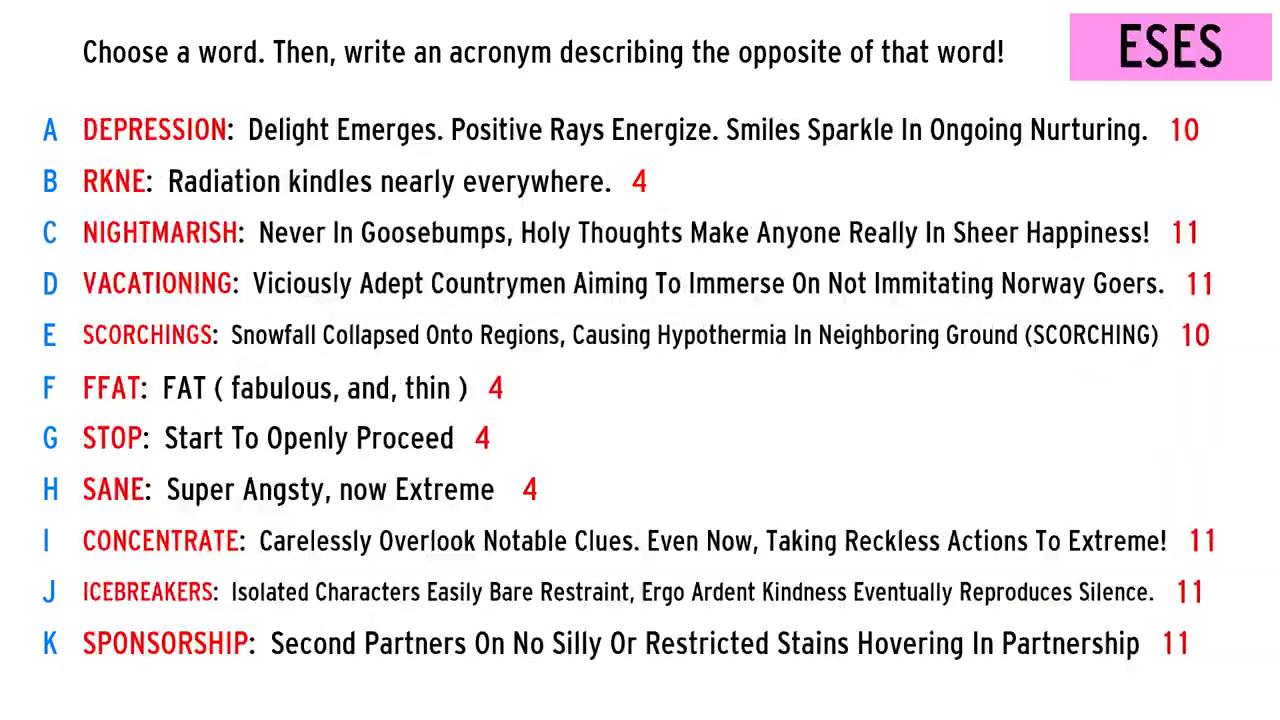 Choose a word. Then, write an acronym describing the opposite of that word!
ESES
A DEPRESSION: Delight Emerges. Positive Rays Energize. Smiles Sparkle In Ongoing Nurturing. 10
B RKNE: Radiation kindles nearly everywhere. 4
C NIGHTMARISH: Never In Goosebumps, Holy Thoughts Make Anyone Really In Sheer Happiness! 11
D VACATIONING: Viciously Adept Countrymen Aiming To Immerse On Not Immitating Norway Goers. 11
E SCORCHINGS: Snowfall Collapsed Onto Regions, Causing Hypothermia In Neighboring Ground (SCORCHING) 10
F FFAT: FAT ( fabulous, and, thin ) 4
G STOP: Start To Openly Proceed 4
H SANE: Super Angsty, now Extreme 4
I CONCENTRATE: Carelessly Overlook Notable Clues. Even Now, Taking Reckless Actions To Extreme! 11
J ICEBREAKERS: Isolated Characters Easily Bare Restraint, Ergo Ardent Kindness Eventually Reproduces Silence. 11
K SPONSORSHIP: Second Partners On No Silly Or Restricted Stains Hovering In Partnership 11